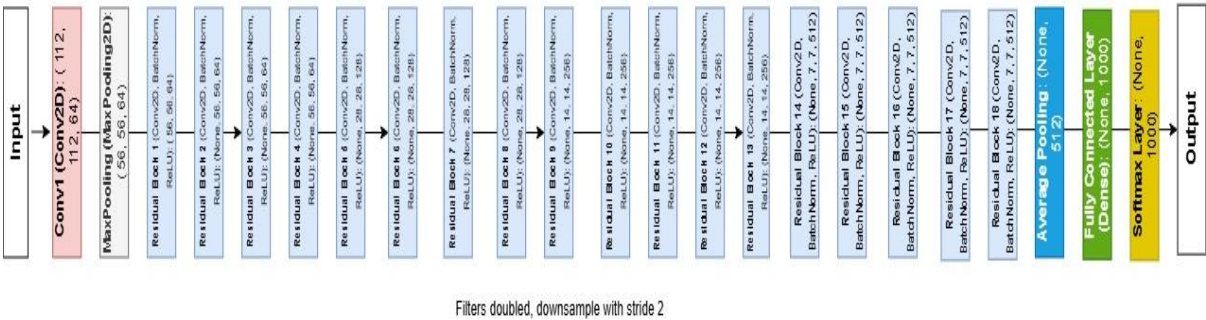 Input
Conv1 (Conv2D): ( 112,
112, 64)
MaxPooling (MaxPooling2D):
( 56, 56, 64)
Residual Block 1 (Conv2D, BatchNorm,
ReLU): ( 56, 56, 64)
Residual Block 2 (Conv2D, BatchNorm,
ReLU): (None, 56, 56, 64)
Residual Block 3 (Conv2D, BatchNorm,
ReLU): (None, 56, 56, 64)
Residual Block 4 (Conv2D, BatchNorm,
ReLU): (None, 56, 56, 64)
Residual Block 5 (Conv2D, BatchNorm,
ReLU): (None, 28, 28, 128)
Residual Block 6 (Conv2D, BatchNorm,
ReLU): (None, 28, 28, 128)
Residual Block 7 (Conv2D, BatchNorm,
ReLU): (None, 28, 28, 128)
Residual Block 8 (Conv2D, BatchNorm,
ReLU): (None, 28, 28, 128)
Residual Block 9 (Conv2D, BatchNorm,
ReLU): (None, 14, 14, 256)
Residual Block 10 (Conv2D, BatchNorm,
ReLU): (None, 14, 14, 256)
Residual Block 11 (Conv2D, BatchNorm,
ReLU): (None, 14, 14, 256)
Residual Block 12 (Conv2D, BatchNorm,
ReLU): (None, 14, 14, 256)
Residual Block 13 (Conv2D, BatchNorm,
ReLU): (None, 14, 14, 256)
Residual Block 14 (Conv2D,
BatchNorm, ReLU): (None, 7, 7, 512)
Residual Block 15 (Conv2D,
BatchNorm, ReLU): (None, 7, 7, 512)
Residual Block 16 (Conv2D,
BatchNorm, ReLU): (None, 7, 7, 512)
Residual Block 17 (Conv2D,
BatchNorm, ReLU): (None, 7, 7, 512)
Residual Block 18 (Conv2D,
BatchNorm, ReLU): (None, 7, 7, 512)
Average Pooling: (None,
512)
Fully Connected Layer
(Dense): (None, 1000)
Softmax Layer: (None,
1000)
Output
Filters doubled, downsample with stride 2